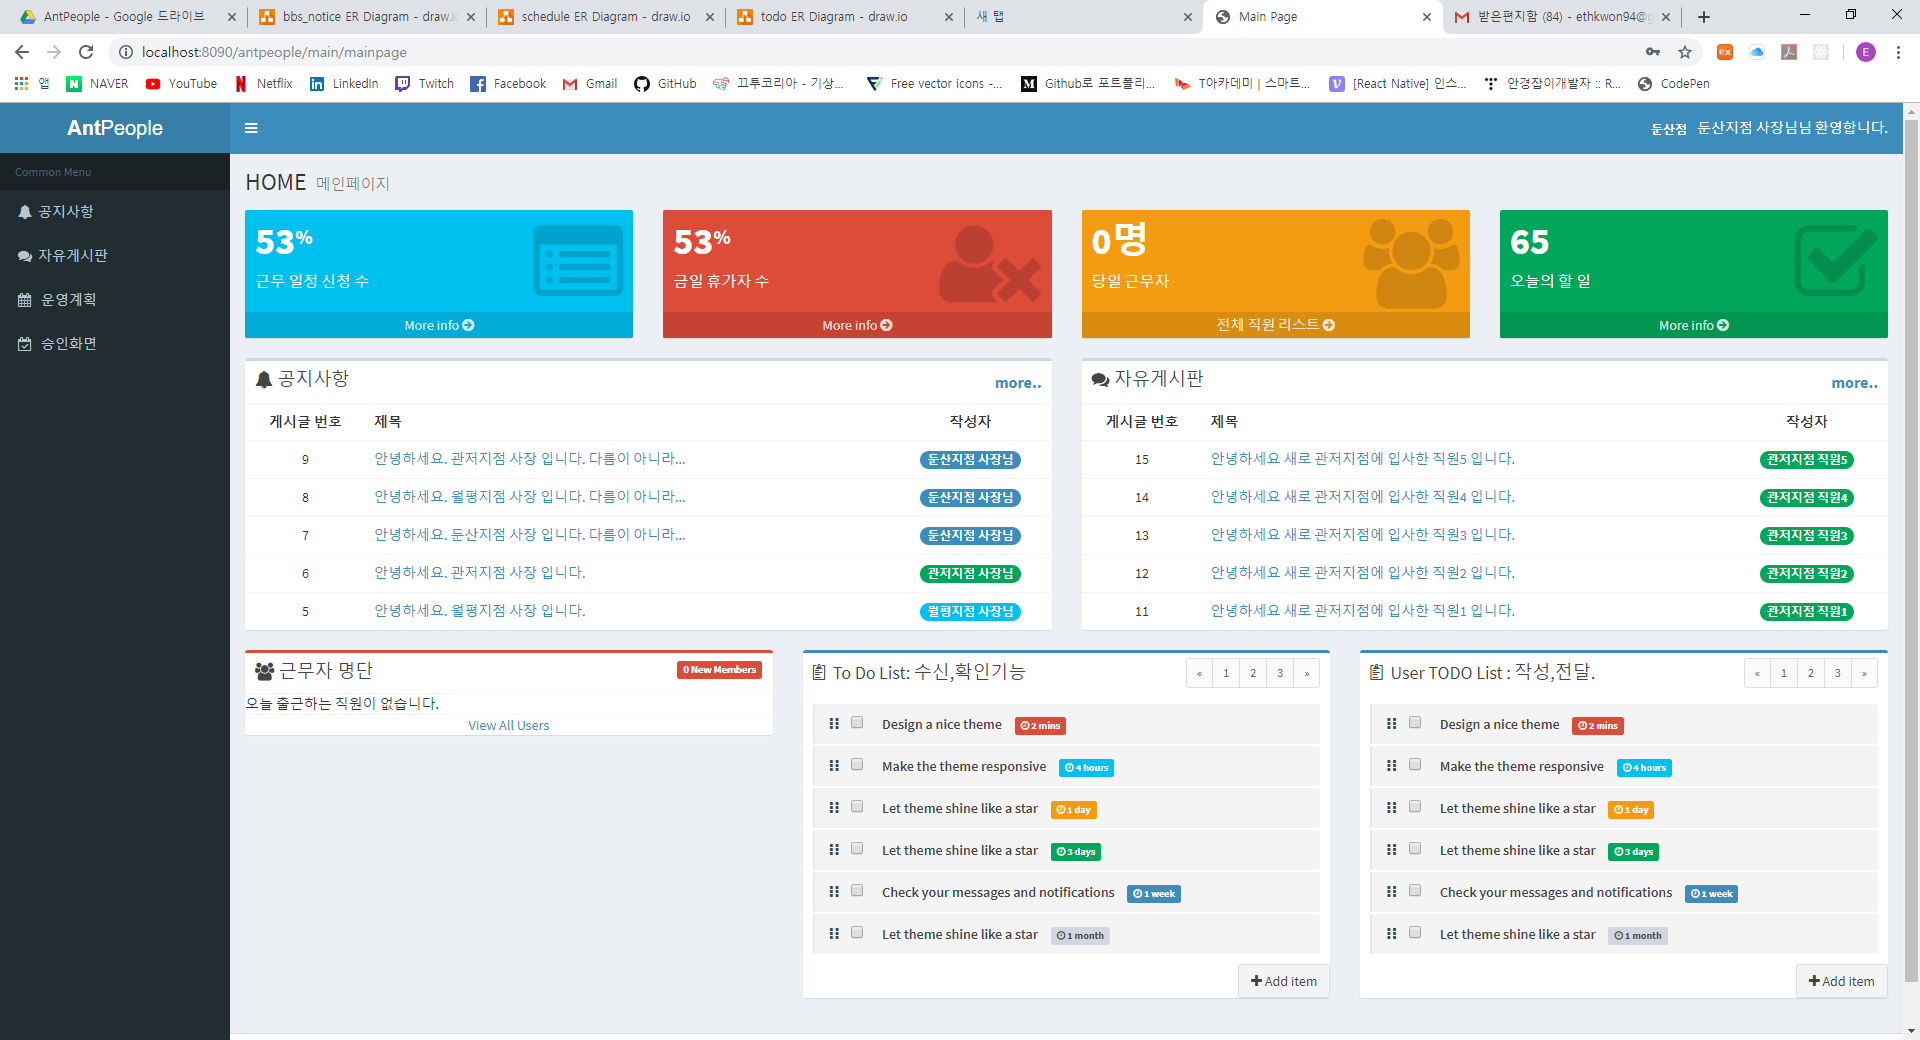 AntPeople - Google 드라이브
bbs_notice ER Diagram - draw.i
schedule ER Diagram - draw.io
todo ER Diagram - draw.io
새 탭
Main Page
받은편지함 (84) - ethkwon94@g
localhost:8090/antpeople/main/mainpage
E
앱 NAVER YouTube Netflix LinkedIn Twitch Facebook Gmail GitHub 끄투코리아 - 기상... Free vector icons -... Github로 포트폴리... T아카데미 | 스마트... [React Native] 인스... 안경잡이개발자 :: R... CodePen
AntPeople
둔산점 둔산지점 사장님님 환영합니다.
Common Menu
공지사항
자유게시판
운영계획
승인화면
HOME 메인페이지
53%
근무 일정 신청 수
More info
53%
금일 휴가자 수
More info
0명
당일 근무자
전체 직원 리스트
65
오늘의 할 일
More info
공지사항 more..
게시글 번호 제목 작성자
9 안녕하세요. 관저지점 사장 입니다. 다름이 아니라... 둔산지점 사장님
8 안녕하세요. 월평지점 사장 입니다. 다름이 아니라... 둔산지점 사장님
7 안녕하세요. 둔산지점 사장 입니다. 다름이 아니라... 둔산지점 사장님
6 안녕하세요. 관저지점 사장 입니다. 관저지점 사장님
5 안녕하세요. 월평지점 사장 입니다. 월평지점 사장님
자유게시판 more..
게시글 번호 제목 작성자
15 안녕하세요 새로 관저지점에 입사한 직원5 입니다. 관저지점 직원5
14 안녕하세요 새로 관저지점에 입사한 직원4 입니다. 관저지점 직원4
13 안녕하세요 새로 관저지점에 입사한 직원3 입니다. 관저지점 직원3
12 안녕하세요 새로 관저지점에 입사한 직원2 입니다. 관저지점 직원2
11 안녕하세요 새로 관저지점에 입사한 직원1 입니다. 관저지점 직원1
근무자 명단 0 New Members
오늘 출근하는 직원이 없습니다.
View All Users
To Do List: 수신,확인기능 « 1 2 3 »
Design a nice theme 2 mins
Make the theme responsive 4 hours
Let theme shine like a star 1 day
Let theme shine like a star 3 days
Check your messages and notifications 1 week
Let theme shine like a star 1 month
Add item
User TODO List : 작성,전달. « 1 2 3 »
Design a nice theme 2 mins
Make the theme responsive 4 hours
Let theme shine like a star 1 day
Let theme shine like a star 3 days
Check your messages and notifications 1 week
Let theme shine like a star 1 month
Add item